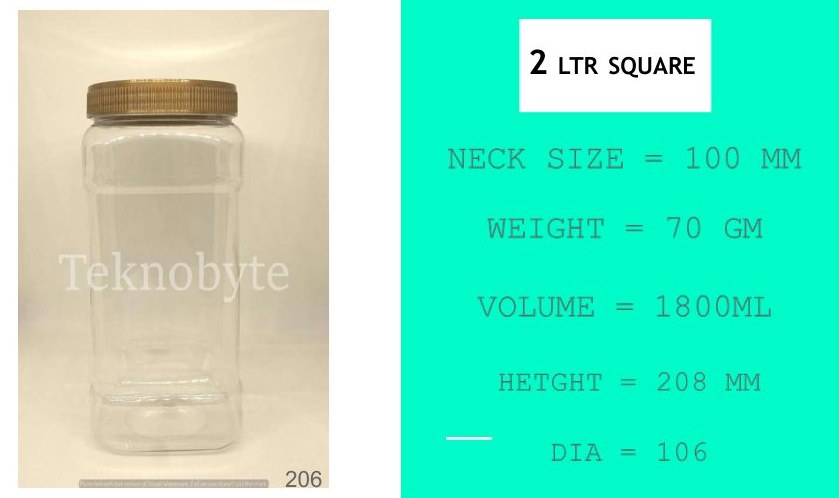 Teknobyte
206
2 LTR SQUARE
NECK SIZE = 100 MM
WEIGHT = 70 GM
VOLUME = 1800ML
HETGHT = 208 MM
DIA = 106